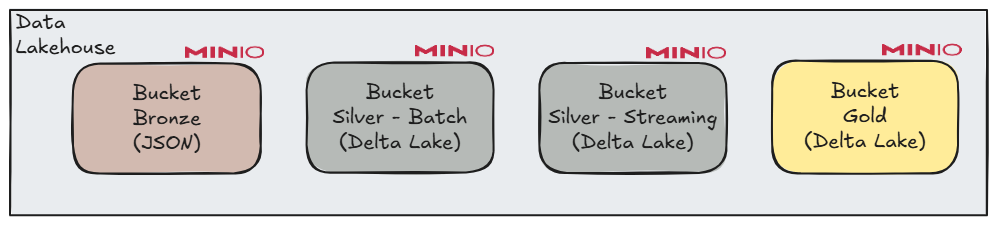 Data
Lakehouse
MINIO
Bucket
Bronze
(JSON)
MINIO
Bucket
Silver - Batch
(Delta Lake)
MINIO
Bucket
Silver - Streaming
(Delta Lake)
MINIO
Bucket
Gold
(Delta Lake)